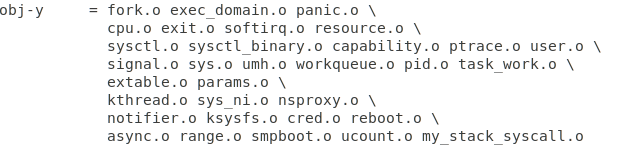 obj-y     = fork.o exec_domain.o panic.o \
            cpu.o exit.o softirq.o resource.o \
            sysctl.o sysctl_binary.o capability.o ptrace.o user.o \
            signal.o sys.o umh.o workqueue.o pid.o task_work.o \
            extable.o params.o \
            kthread.o sys_ni.o nsproxy.o \
            notifier.o ksysfs.o cred.o reboot.o \
            async.o range.o smpboot.o ucount.o my_stack_syscall.o